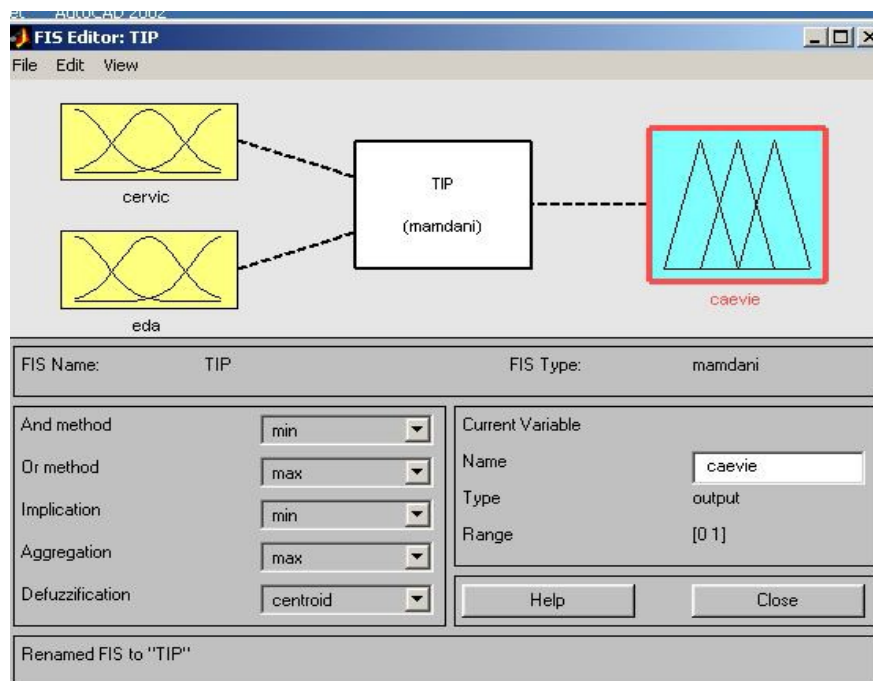 AutoCAD 2002
FIS Editor: TIP
File Edit View
cervic
eda
TIP
(mamdani)
caevie
FIS Name: TIP FIS Type: mamdani
And method min
Or method max
Implication min
Aggregation max
Defuzzification centroid
Current Variable
Name caevie
Type output
Range [0 1]
Help Close
Renamed FIS to "TIP"